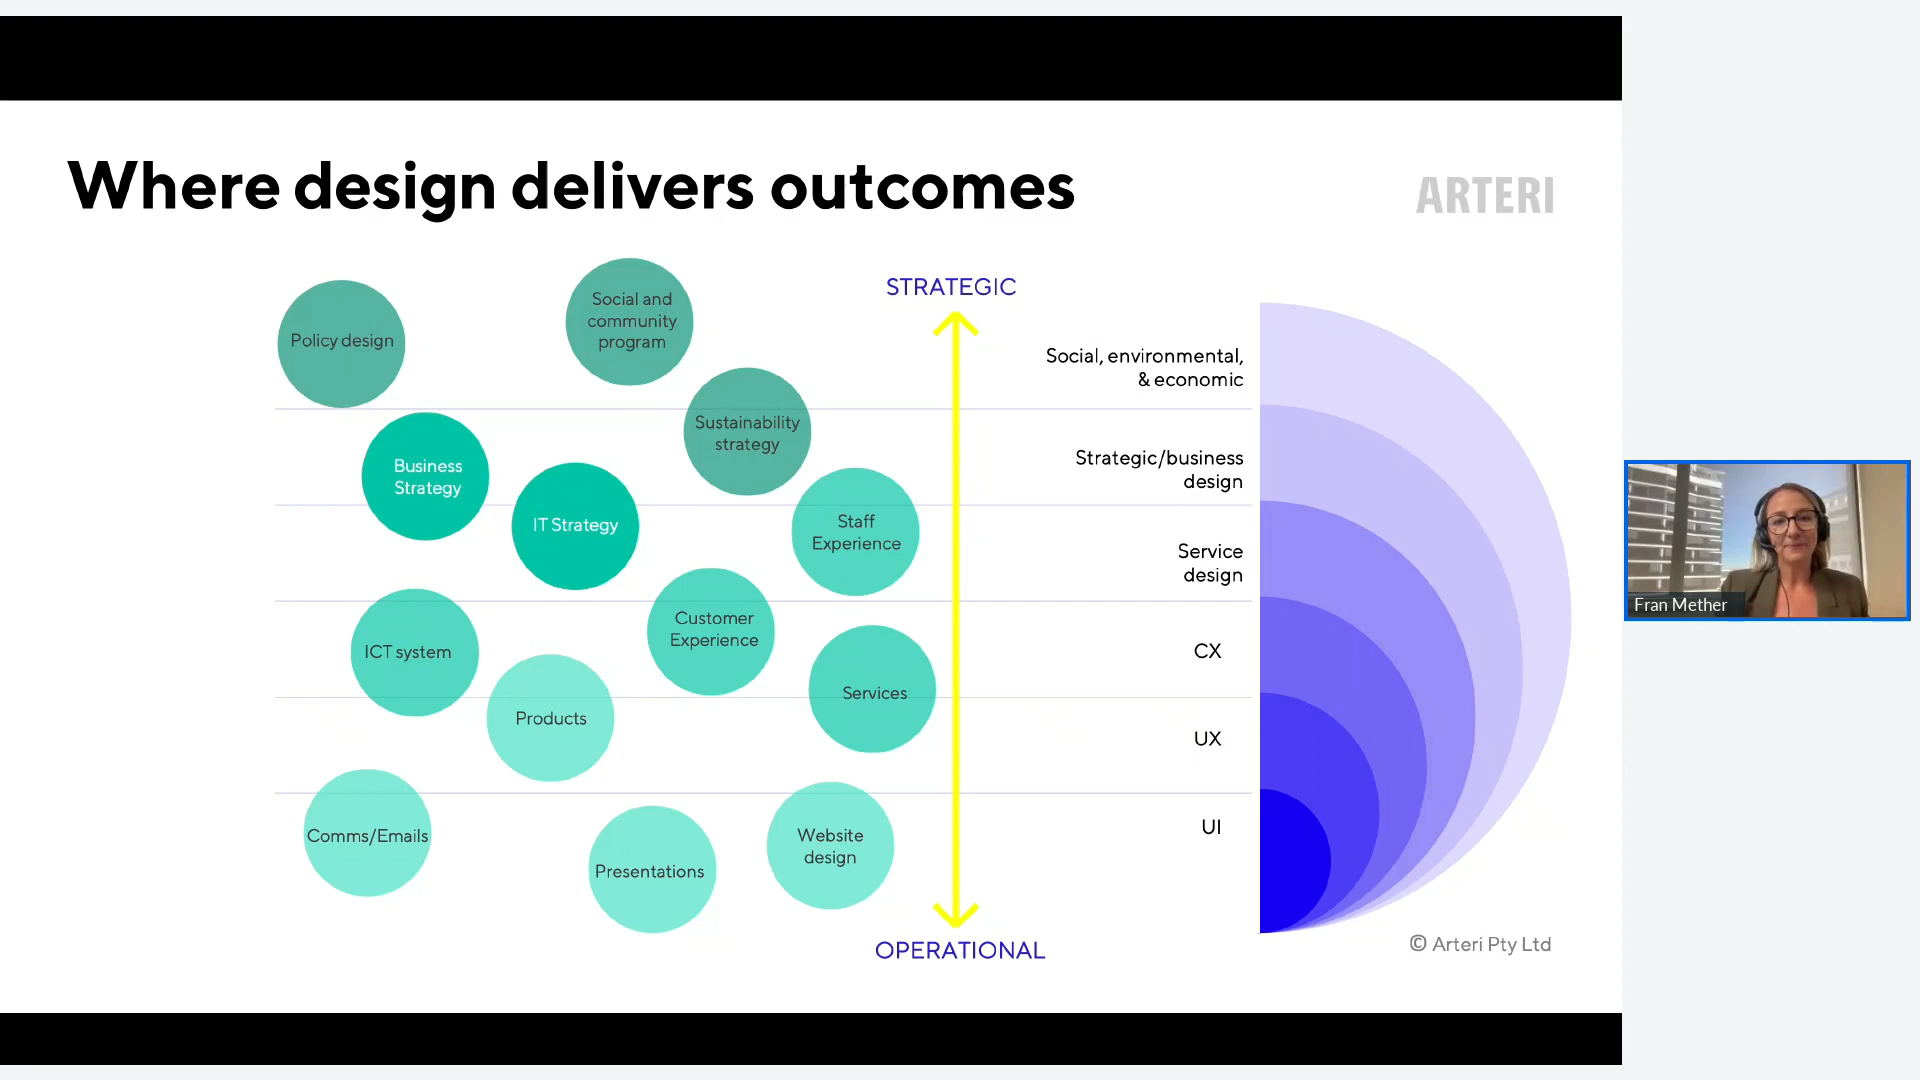 Where design delivers outcomes
ARTERI
STRATEGIC
Policy design
Social and
community
program
Social, environmental,
& economic
Sustainability
strategy
Business
Strategy
Strategic/business
design
IT Strategy
Staff
Experience
Service
design
ICT system
Customer
Experience
CX
Services
Products
UX
Comms/Emails
Presentations
Website
design
UI
OPERATIONAL
© Arteri Pty Ltd
Fran Mether